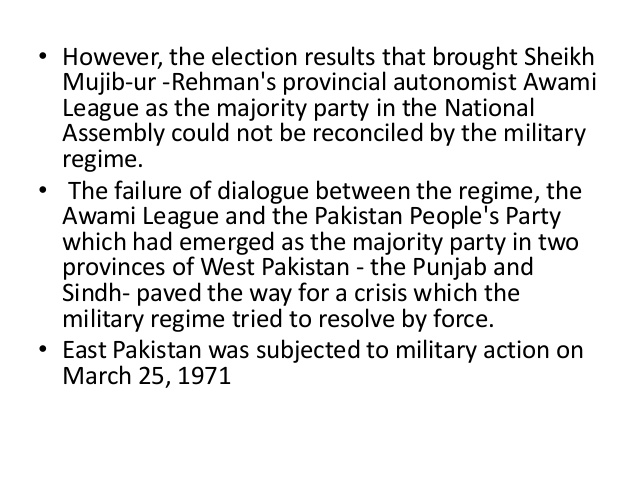 • However, the election results that brought Sheikh
Mujib-ur -Rehman's provincial autonomist Awami
League as the majority party in the National
Assembly could not be reconciled by the military
regime.
• The failure of dialogue between the regime, the
Awami League and the Pakistan People's Party
which had emerged as the majority party in two
provinces of West Pakistan - the Punjab and
Sindh- paved the way for a crisis which the
military regime tried to resolve by force.
• East Pakistan was subjected to military action on
March 25, 1971